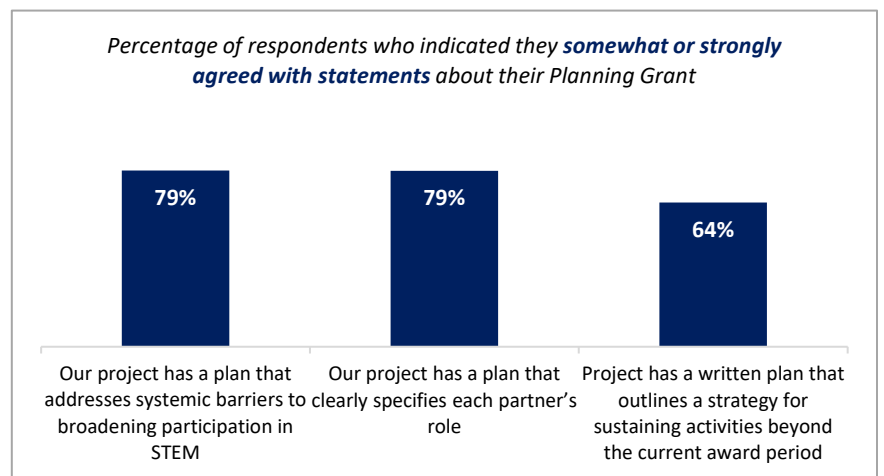 Percentage of respondents who indicated they somewhat or strongly
agreed with statements about their Planning Grant
79%
79%
64%
Our project has a plan that
addresses systemic barriers to
broadening participation in
STEM
Our project has a plan that
clearly specifies each partner’s
role
Project has a written plan that
outlines a strategy for
sustaining activities beyond
the current award period